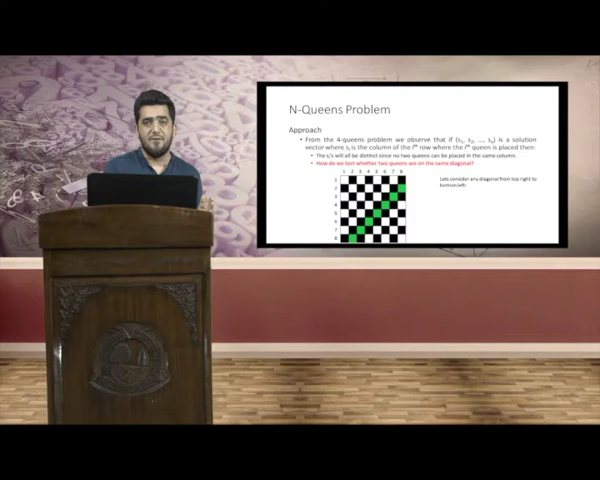 N-Queens Problem
Approach
• From the 4-queens problem we observe that if (s1, s2, ..., sn) is a solution
vector where si is the column of the ith row where the ith queen is placed then:
• The si's will all be distinct since no two queens can be placed in the same column.
• How do we test whether two queens are on the same diagonal?
Lets consider any diagonal from top right to
bottom left:
1 2 3 4 5 6 7 8
1
2
3
4
5
6
7
8